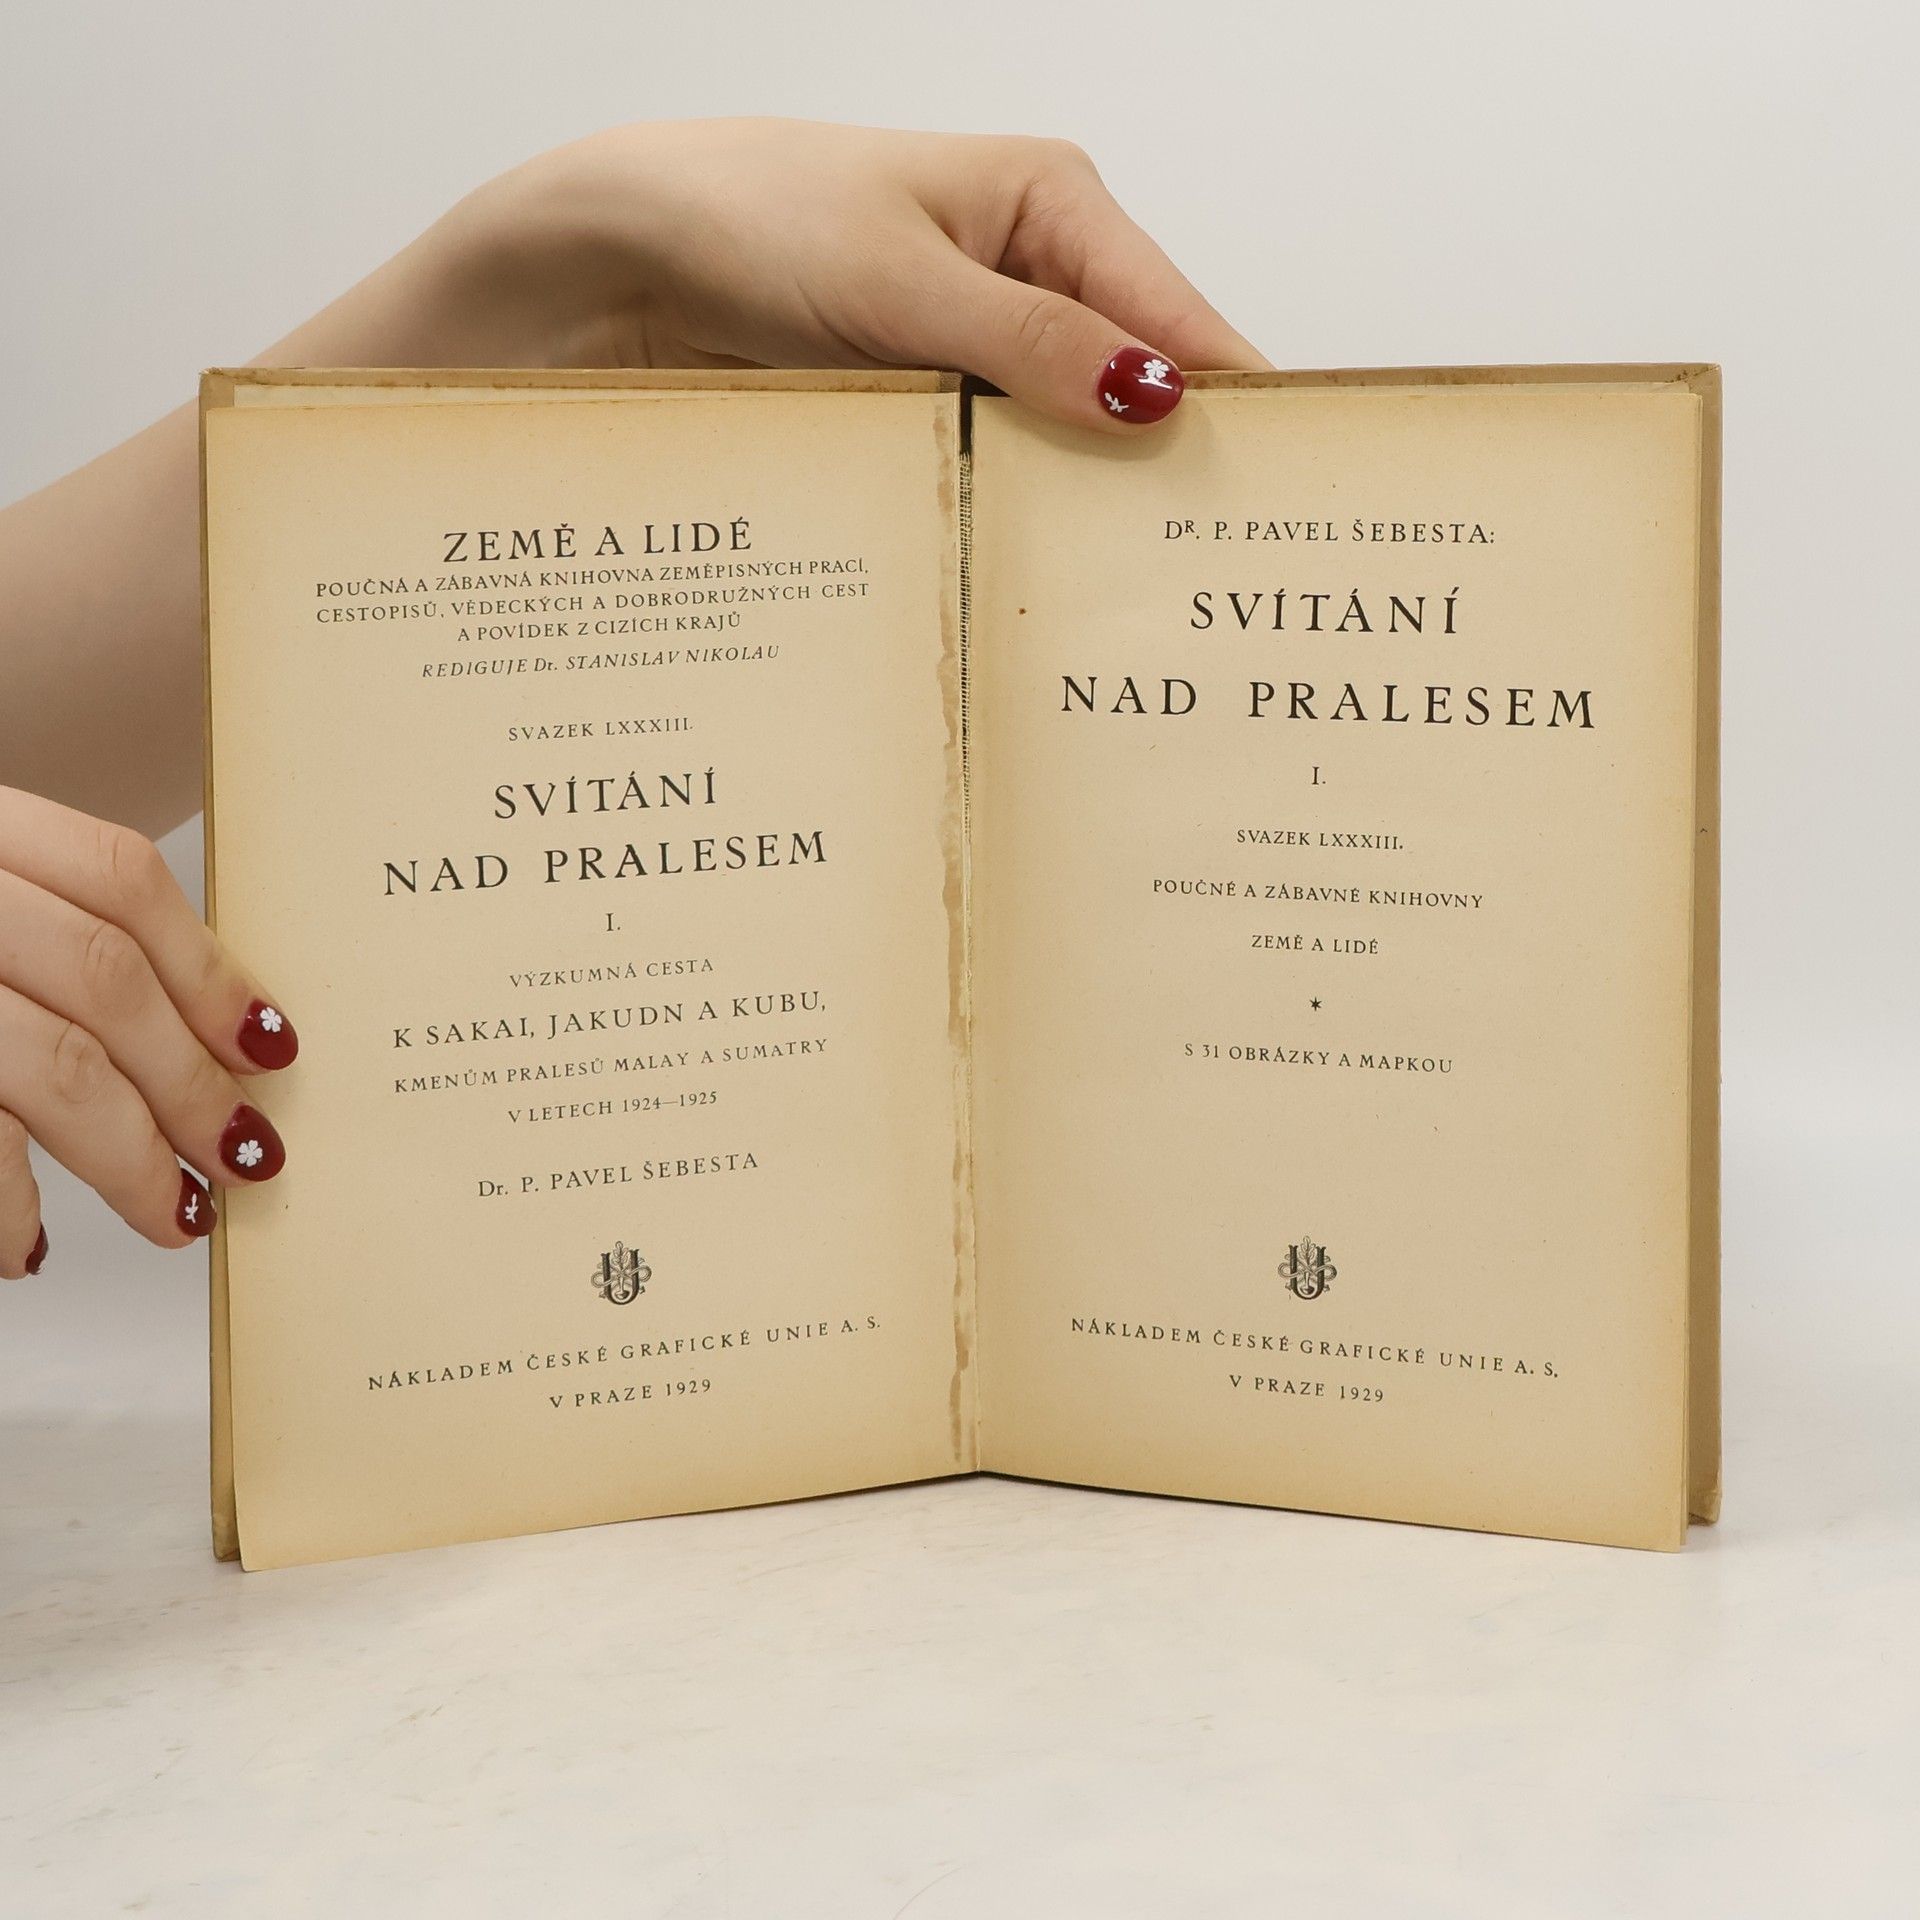 ZEMĚ A LIDÉ
POUČNÁ A ZÁBAVNÁ KNIHOVNA ZEMĚPISNÝCH PRACÍ,
CESTOPISŮ, VĚDECKÝCH A DOBRODRUŽNÝCH CEST
A POVÍDEK Z CIZÍCH KRAJŮ
REDIGUJE Dr. STANISLAV NIKOLAU
SVAZEK LXXXIII.
SVÍTÁNÍ
NAD PRALESEM
I.
VÝZKUMNÁ CESTA
K SAKAI, JAKUDN A KUBU,
KMENŮM PRALESŮ MALAY A SUMATRY
V LETECH 1924—1925
Dr. P. PAVEL ŠEBESTA
NÁKLADEM ČESKÉ GRAFICKÉ UNIE A. S.
V PRAZE 1929
DR. P. PAVEL ŠEBESTA:
SVÍTÁNÍ
NAD PRALESEM
I.
SVAZEK LXXXIII.
POUČNÉ A ZÁBAVNÉ KNIHOVNY
ZEMĚ A LIDÉ
*
S 31 OBRÁZKY A MAPKOU
NÁKLADEM ČESKÉ GRAFICKÉ UNIE A. S.
V PRAZE 1929